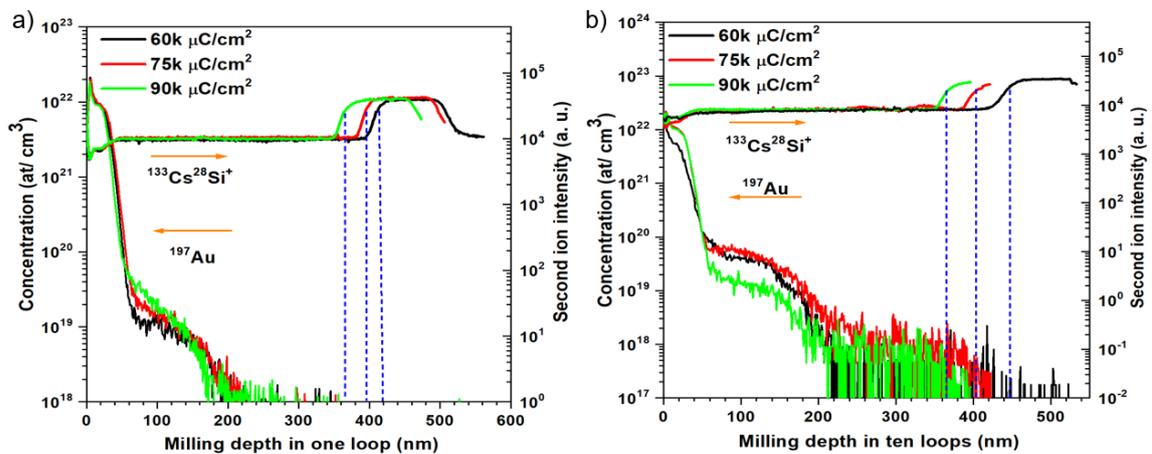 a)
60k μC/cm²
75k μC/cm²
90k μC/cm²
Concentration (at/ cm³)
10²³
10²²
10²¹
10²⁰
10¹⁹
10¹⁸
¹³³Cs²⁸Si⁺
¹⁹⁷Au
10⁵
10⁴
10³
10²
10¹
10⁰
Second ion intensity (a. u.)
0 100 200 300 400 500 600
Milling depth in one loop (nm)
b)
60k μC/cm²
75k μC/cm²
90k μC/cm²
Concentration (at/ cm³)
10²⁴
10²³
10²²
10²¹
10²⁰
10¹⁹
10¹⁸
10¹⁷
¹³³Cs²⁸Si⁺
¹⁹⁷Au
10⁵
10⁴
10³
10²
10¹
10⁰
10⁻¹
10⁻²
Second ion intensity (a. u.)
0 100 200 300 400 500
Milling depth in ten loops (nm)